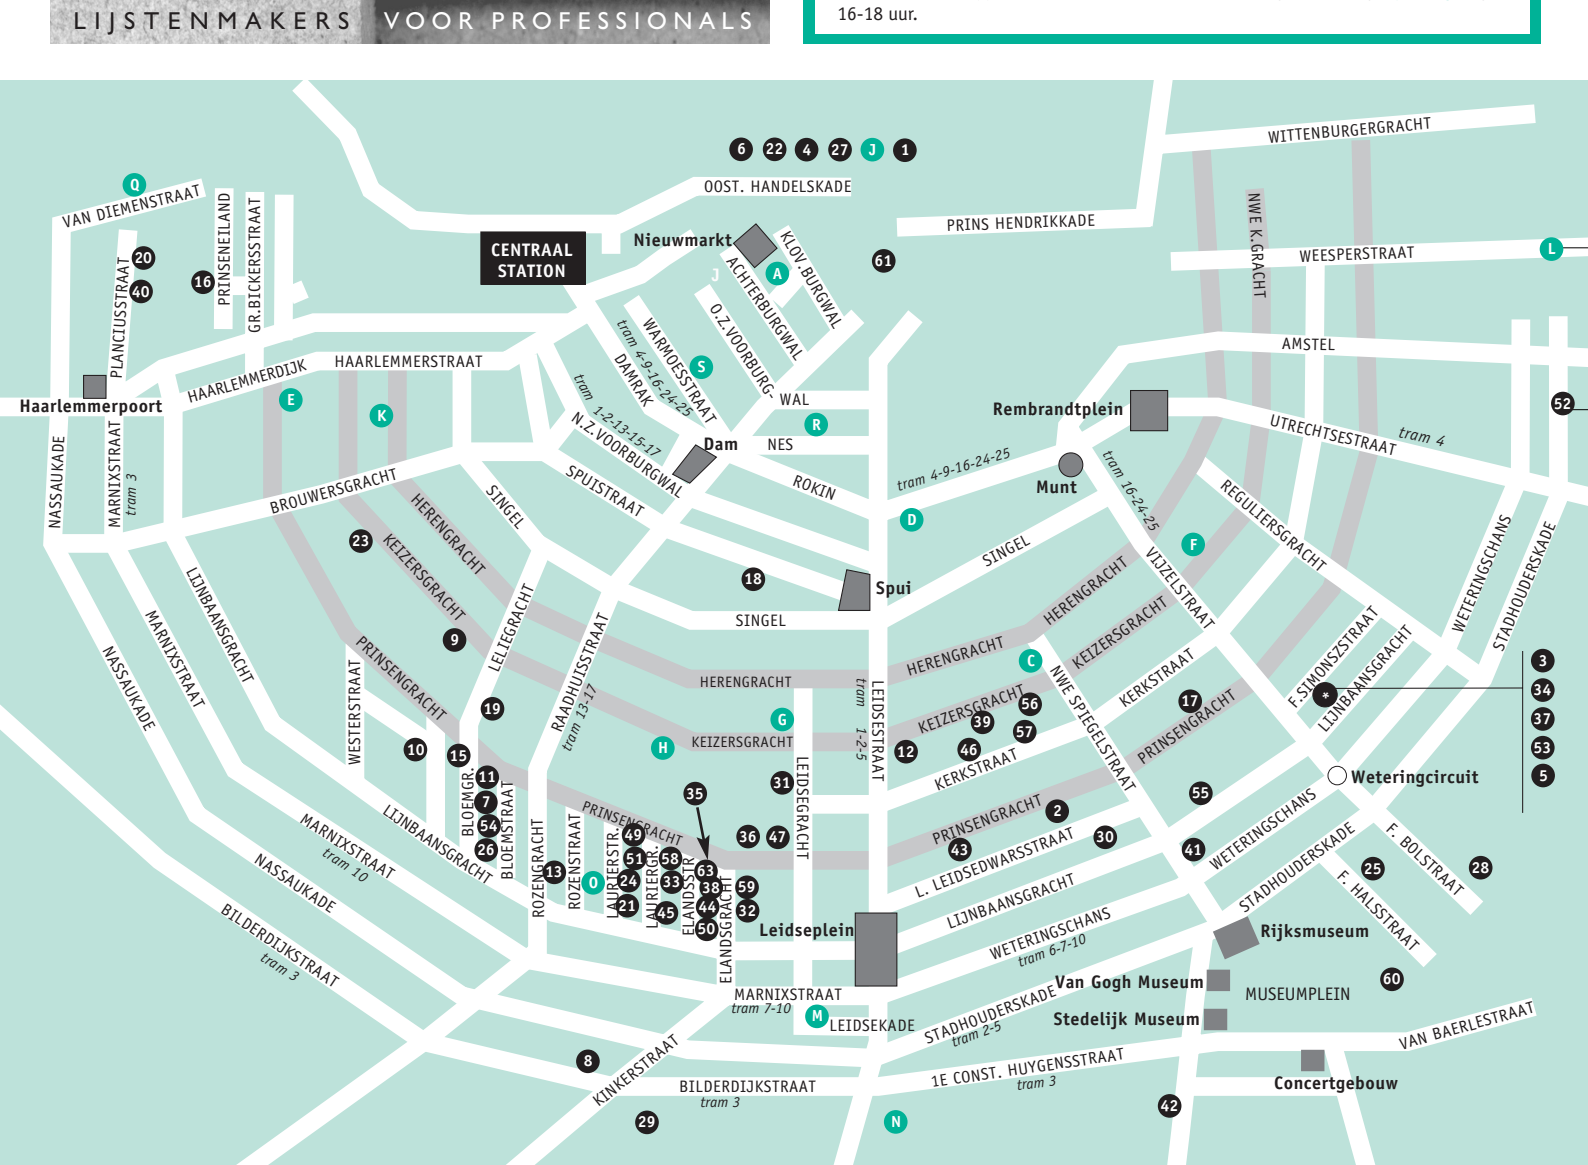 LIJSTENMAKERS VOOR PROFESSIONALS
16-18 uur.
WITTENBURGERGRACHT
6 22 4 27 J 1
OOST. HANDELSKADE
Q
VAN DIEMENSTRAAT
PRINSENEILAND
GR.BICKERSSTRAAT
NWE K.GRACHT
PRINS HENDRIKKADE
Nieuwmarkt
KLOV.BURGWAL
CENTRAAL
STATION
WEESPERSTRAAT
L
20
16
40
PLANCIUSSTRAAT
J
A
61
ACHTERBURGWAL
O.Z.VOORBURG-
WAL
WARMOESSTRAAT
tram 4-9-16-24-25
DAMRAK
S
AMSTEL
HAARLEMMERSTRAAT
HAARLEMMERDIJK
Haarlemmerpoort
E
K
tram 1-2-13-15-17
N.Z.VOORBURGWAL
R
Rembrandtplein
52
UTRECHTSESTRAAT
tram 4
NASSAUKADE
MARNIXSTRAAT
tram 3
Dam
NES
ROKIN
tram 4-9-16-24-25
Munt
tram 16-24-25
BROUWERSGRACHT
SPUISTRAAT
SINGEL
HERENGRACHT
KEIZERSGRACHT
23
D
F
REGULIERSGRACHT
WETERINGSCHANS
STADHOUDERSKADE
SINGEL
VIJZELSTRAAT
18
Spui
SINGEL
LIJNBAANSGRACHT
MARNIXSTRAAT
NASSAUKADE
9
LELIEGRACHT
RAADHUISSTRAAT
tram 13-17
PRINSENGRACHT
WESTERSTRAAT
HERENGRACHT
KEIZERSGRACHT
HERENGRACHT
HERENGRACHT
KEIZERSGRACHT
KEIZERSGRACHT
F.SIMONSZSTRAAT
LIJNBAANSGRACHT
*
3
34
37
53
5
C
NWE SPIEGELSTRAAT
KERKSTRAAT
17
PRINSENGRACHT
tram 1-2-5
LEIDSESTRAAT
19
G
H
56
39
57
46
12
KERKSTRAAT
10
15
11
7
54
26
BLOEMGR.
BLOEMSTRAAT
Weteringcircuit
31
35
LEIDSEGRACHT
55
2
PRINSENGRACHT
PRINSENGRACHT
43
30
41
36 47
49
51
58
63
24
33
38
59
21
45
44
32
50
13
O
ROZENGRACHT
ROZENSTRAAT
LAURIERSTR.
LAURIERGR.
ELANDSSTR.
ELANDSGRACHT
LIJNBAANSGRACHT
MARNIXSTRAAT
tram 10
NASSAUKADE
BILDERDIJKSTRAAT
tram 3
L. LEIDSEDWARSSTRAAT
LIJNBAANSGRACHT
WETERINGSCHANS
tram 6-7-10
WETERINGSCHANS
STADHOUDERSKADE
F. BOLSTRAAT
F. HALSSTRAAT
25
28
Leidseplein
Rijksmuseum
Van Gogh Museum
MUSEUMPLEIN
60
Stedelijk Museum
MARNIXSTRAAT
tram 7-10
M
LEIDSEKADE
STADHOUDERSKADE
tram 2-5
VAN BAERLESTRAAT
8
KINKERSTRAAT
BILDERDIJKSTRAAT
tram 3
1E CONST. HUYGENSSTRAAT
tram 3
Concertgebouw
42
29
N